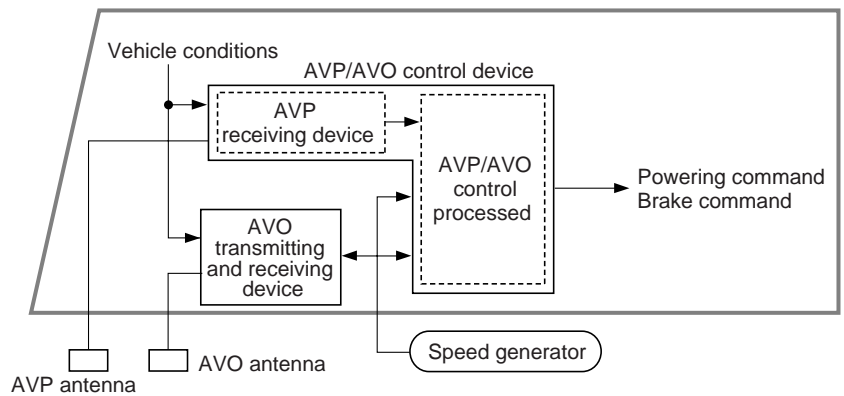 Vehicle conditions
AVP/AVO control device
AVP
receiving device
AVP/AVO
control
processed
Powering command
Brake command
AVO
transmitting
and receiving
device
Speed generator
AVO antenna
AVP antenna